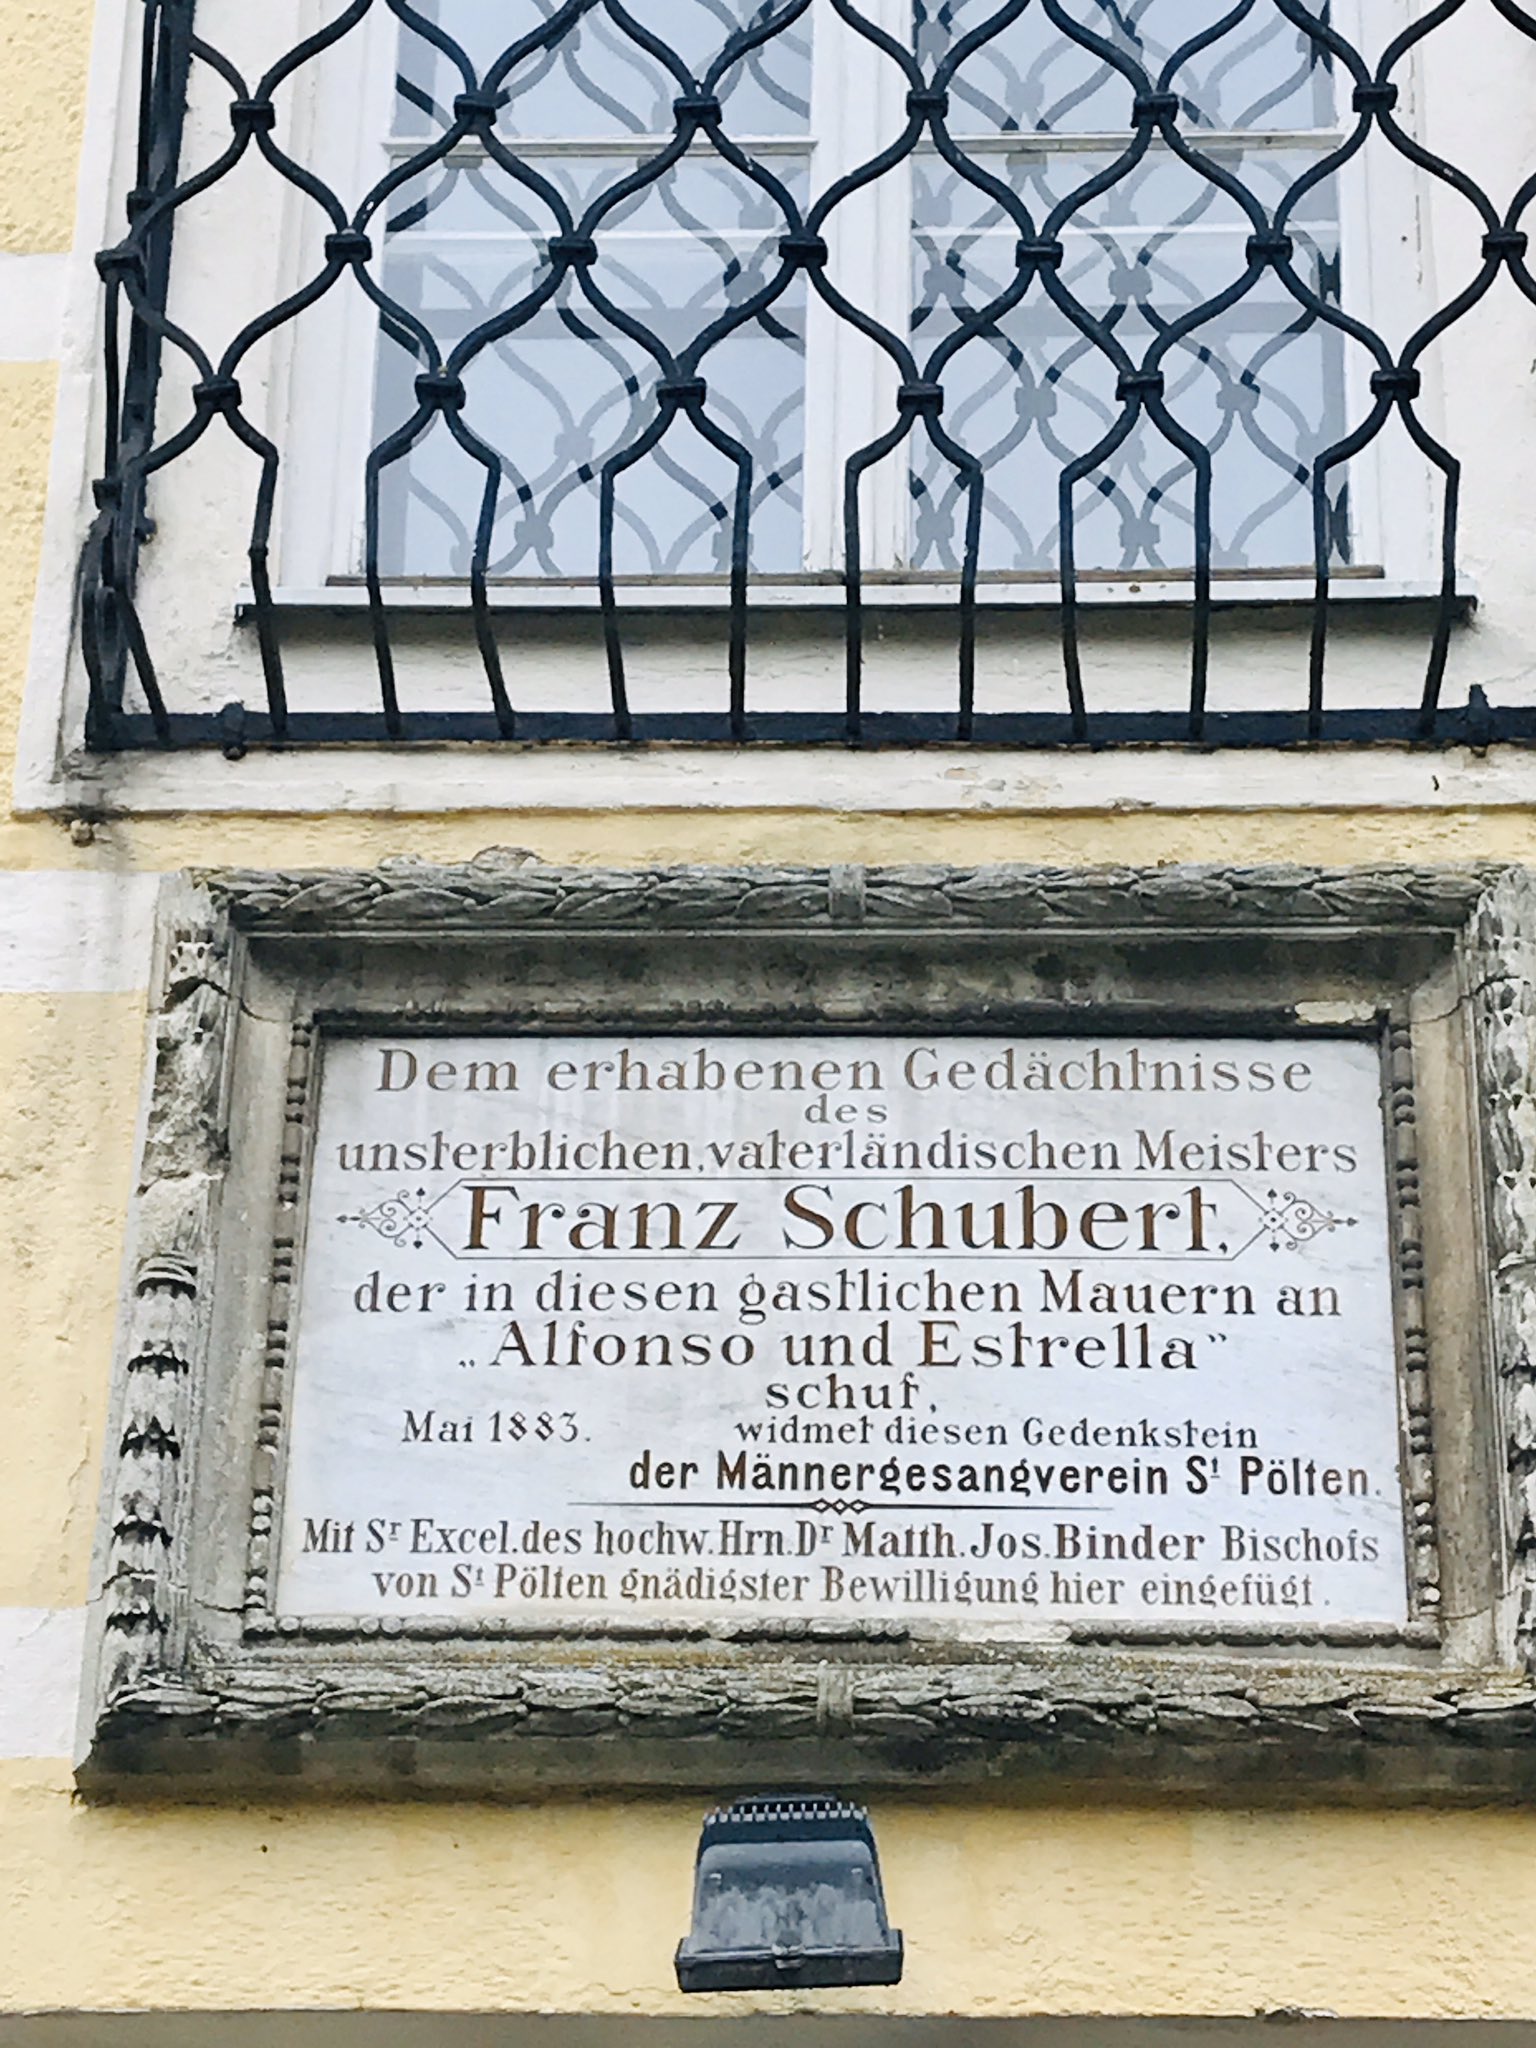 Dem erhabenen Gedächtnisse
des
unsterblichen, vaterländischen Meisters
Franz Schubert,
der in diesen gastlichen Mauern an
„Alfonso und Estrella”
schuf,
Mai 1883. widmet diesen Gedenkstein
der Männergesangverein St Pölten.
Mit Sr Excel. des hochw. Hrn. Dr Matth. Jos. Binder Bischofs
von St Pölten gnädigster Bewilligung hier eingefügt.